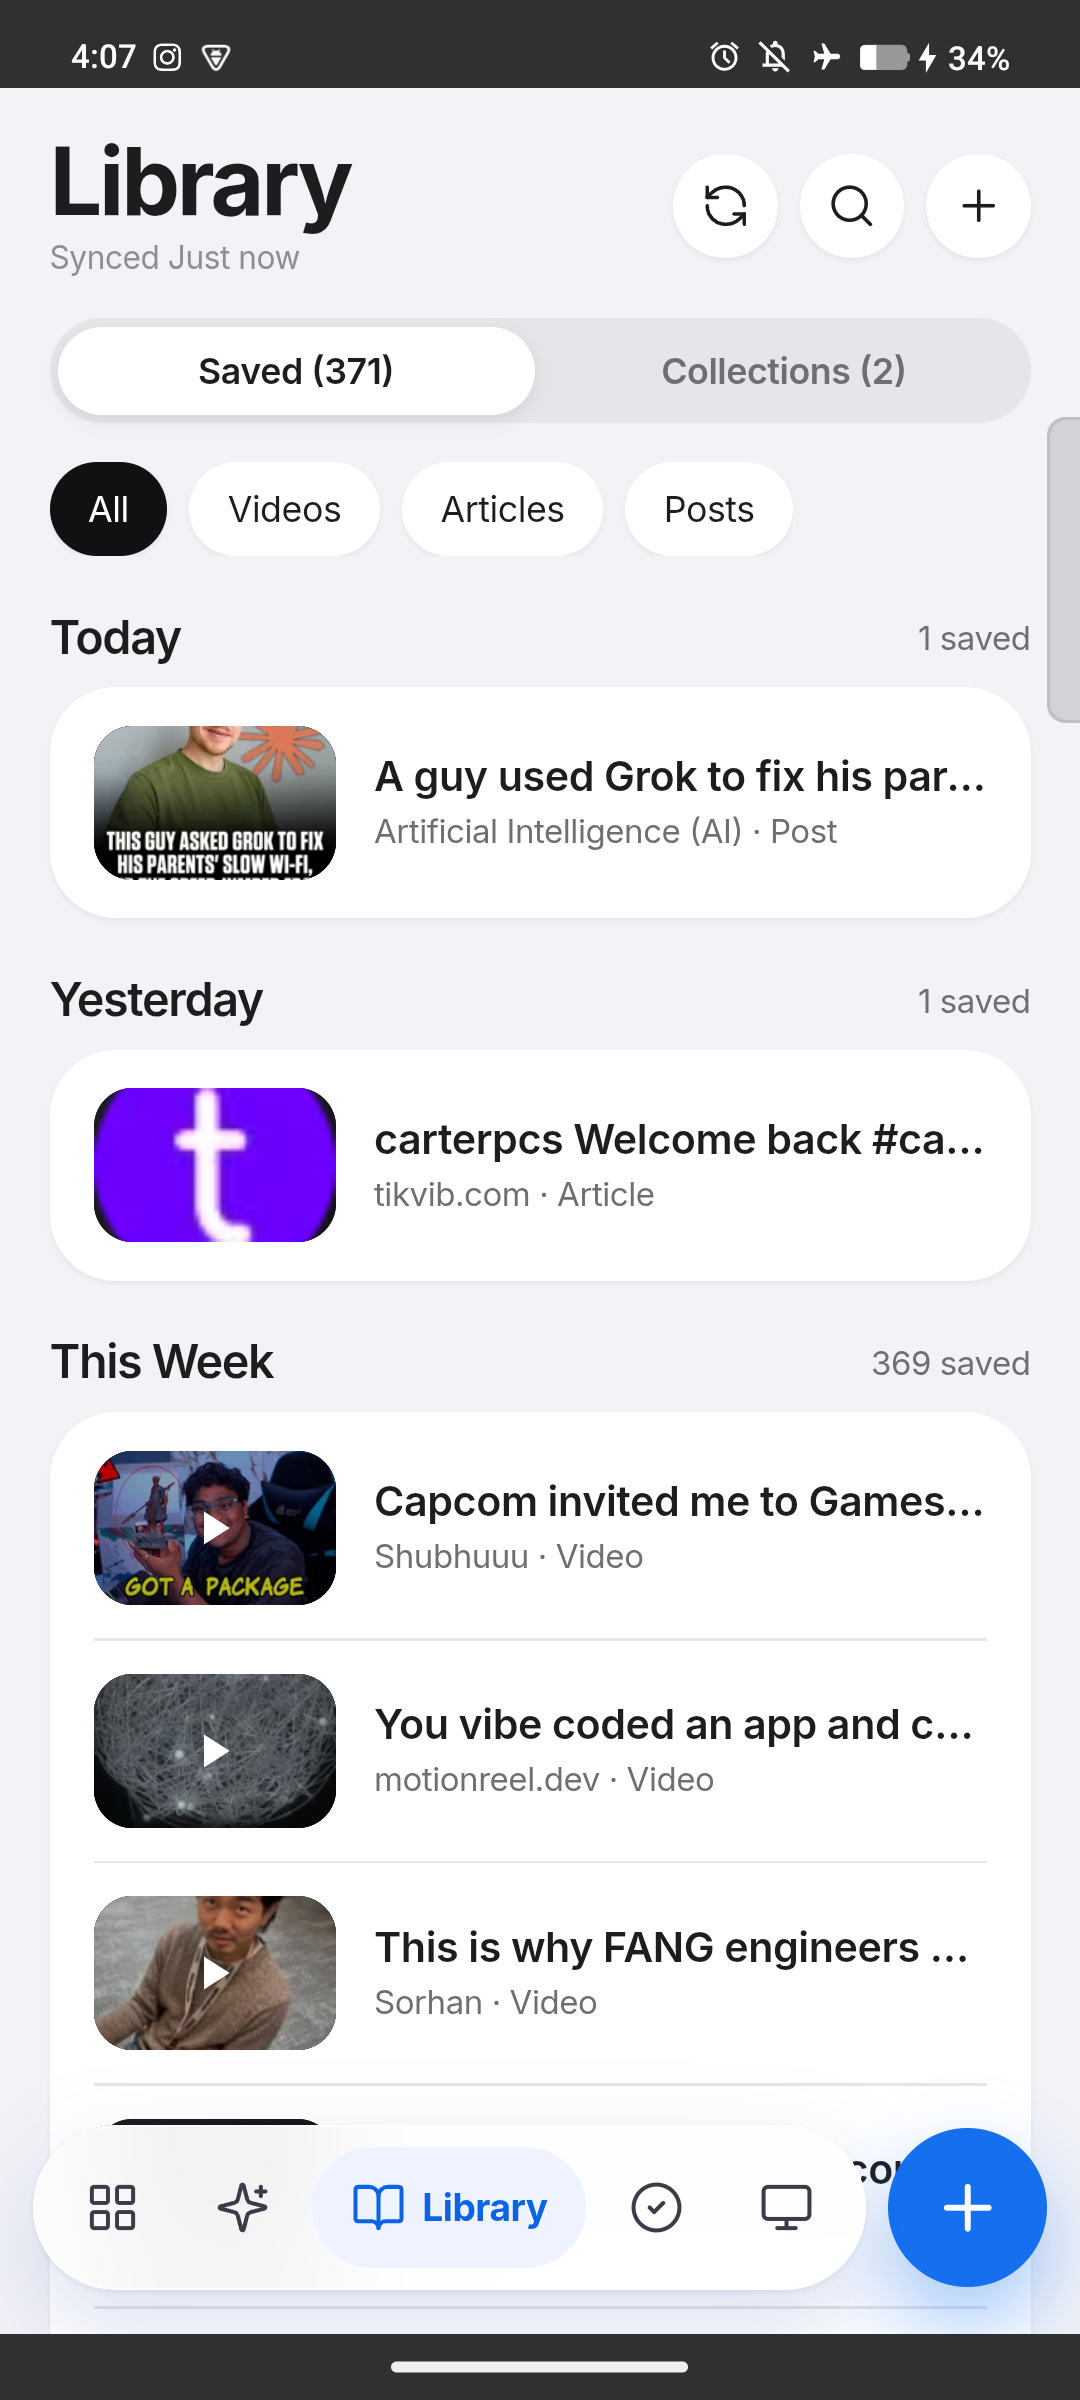 4:07
34%
Library
Synced Just now
Saved (371)
Collections (2)
All
Videos
Articles
Posts
Today
1 saved
THIS GUY ASKED GROK TO FIX
HIS PARENTS' SLOW WI-FI,
A guy used Grok to fix his par...
Artificial Intelligence (AI) · Post
Yesterday
1 saved
t
carterpcs Welcome back #ca...
tikvib.com · Article
This Week
369 saved
GOT A PACKAGE
Capcom invited me to Games...
Shubhuuu · Video
You vibe coded an app and c...
motionreel.dev · Video
This is why FANG engineers ...
Sorhan · Video
Library